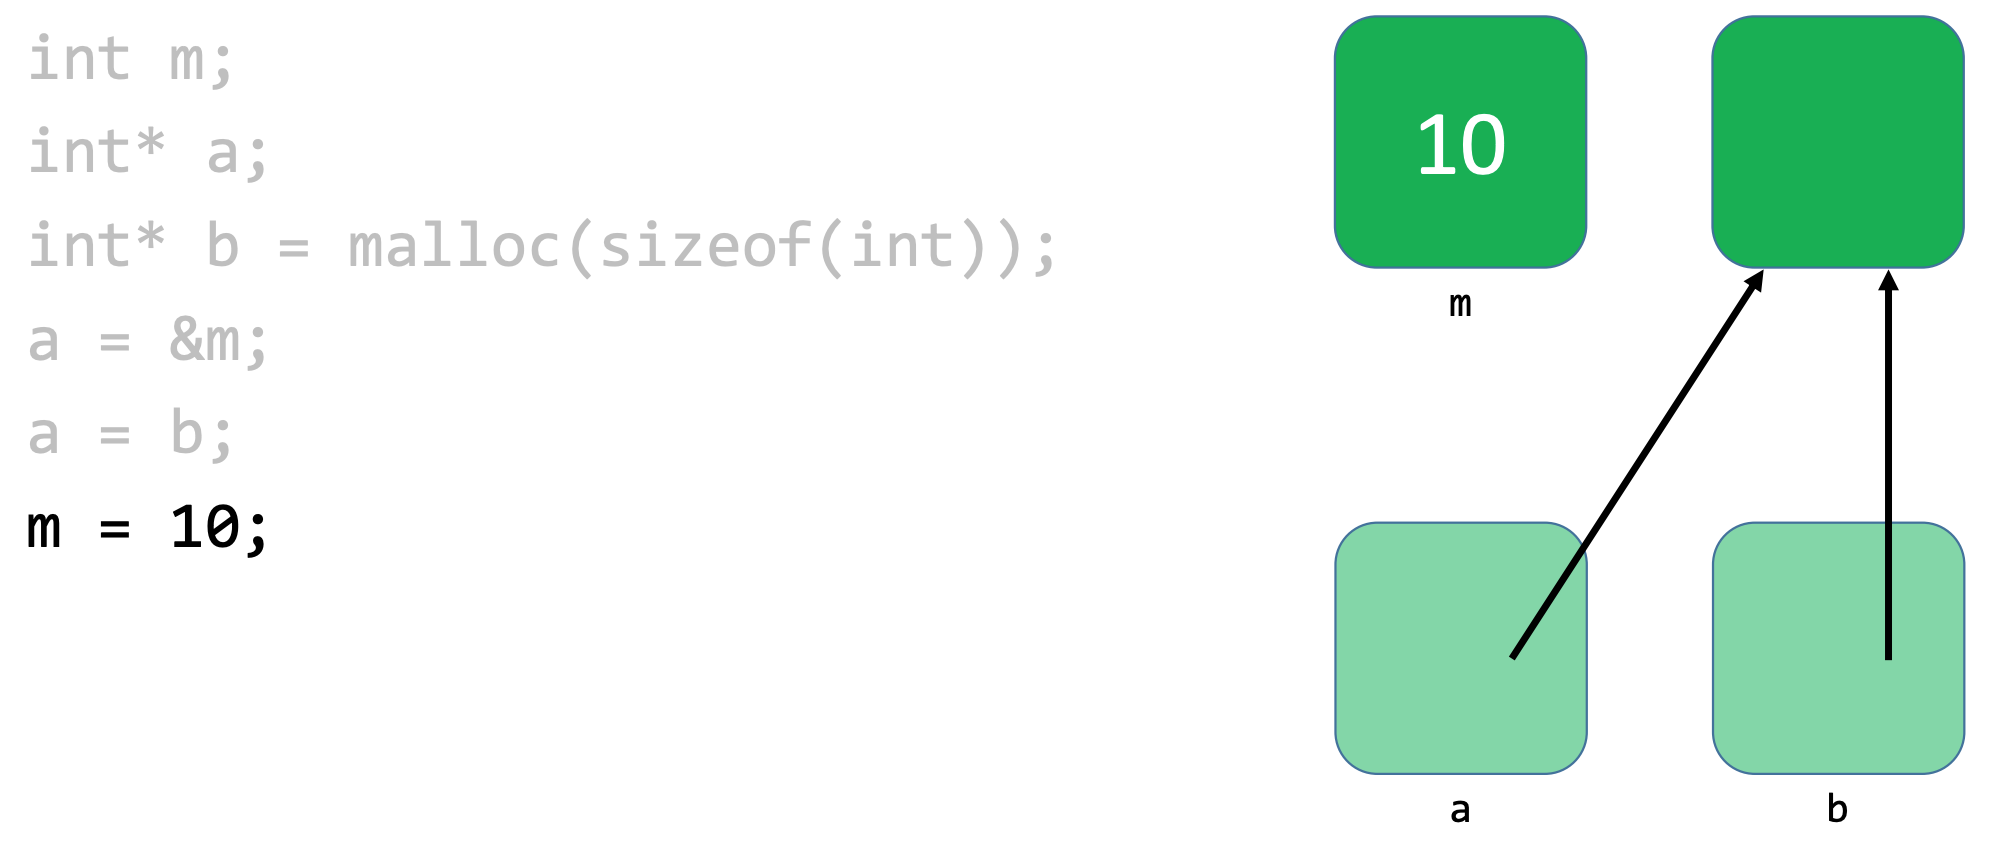 int m;
int* a;
int* b = malloc(sizeof(int));
a = &m;
a = b;
m = 10;
10
m
a
b